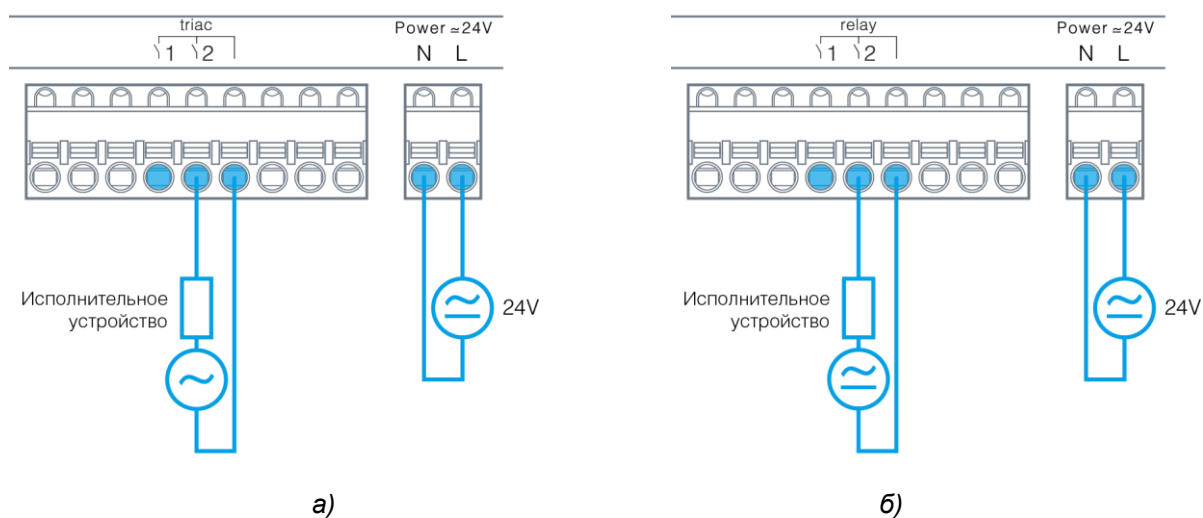 triac
1 2
Power ≃24V
N L
Исполнительное
устройство
24V
а)
relay
1 2
Power ≃24V
N L
Исполнительное
устройство
24V
б)